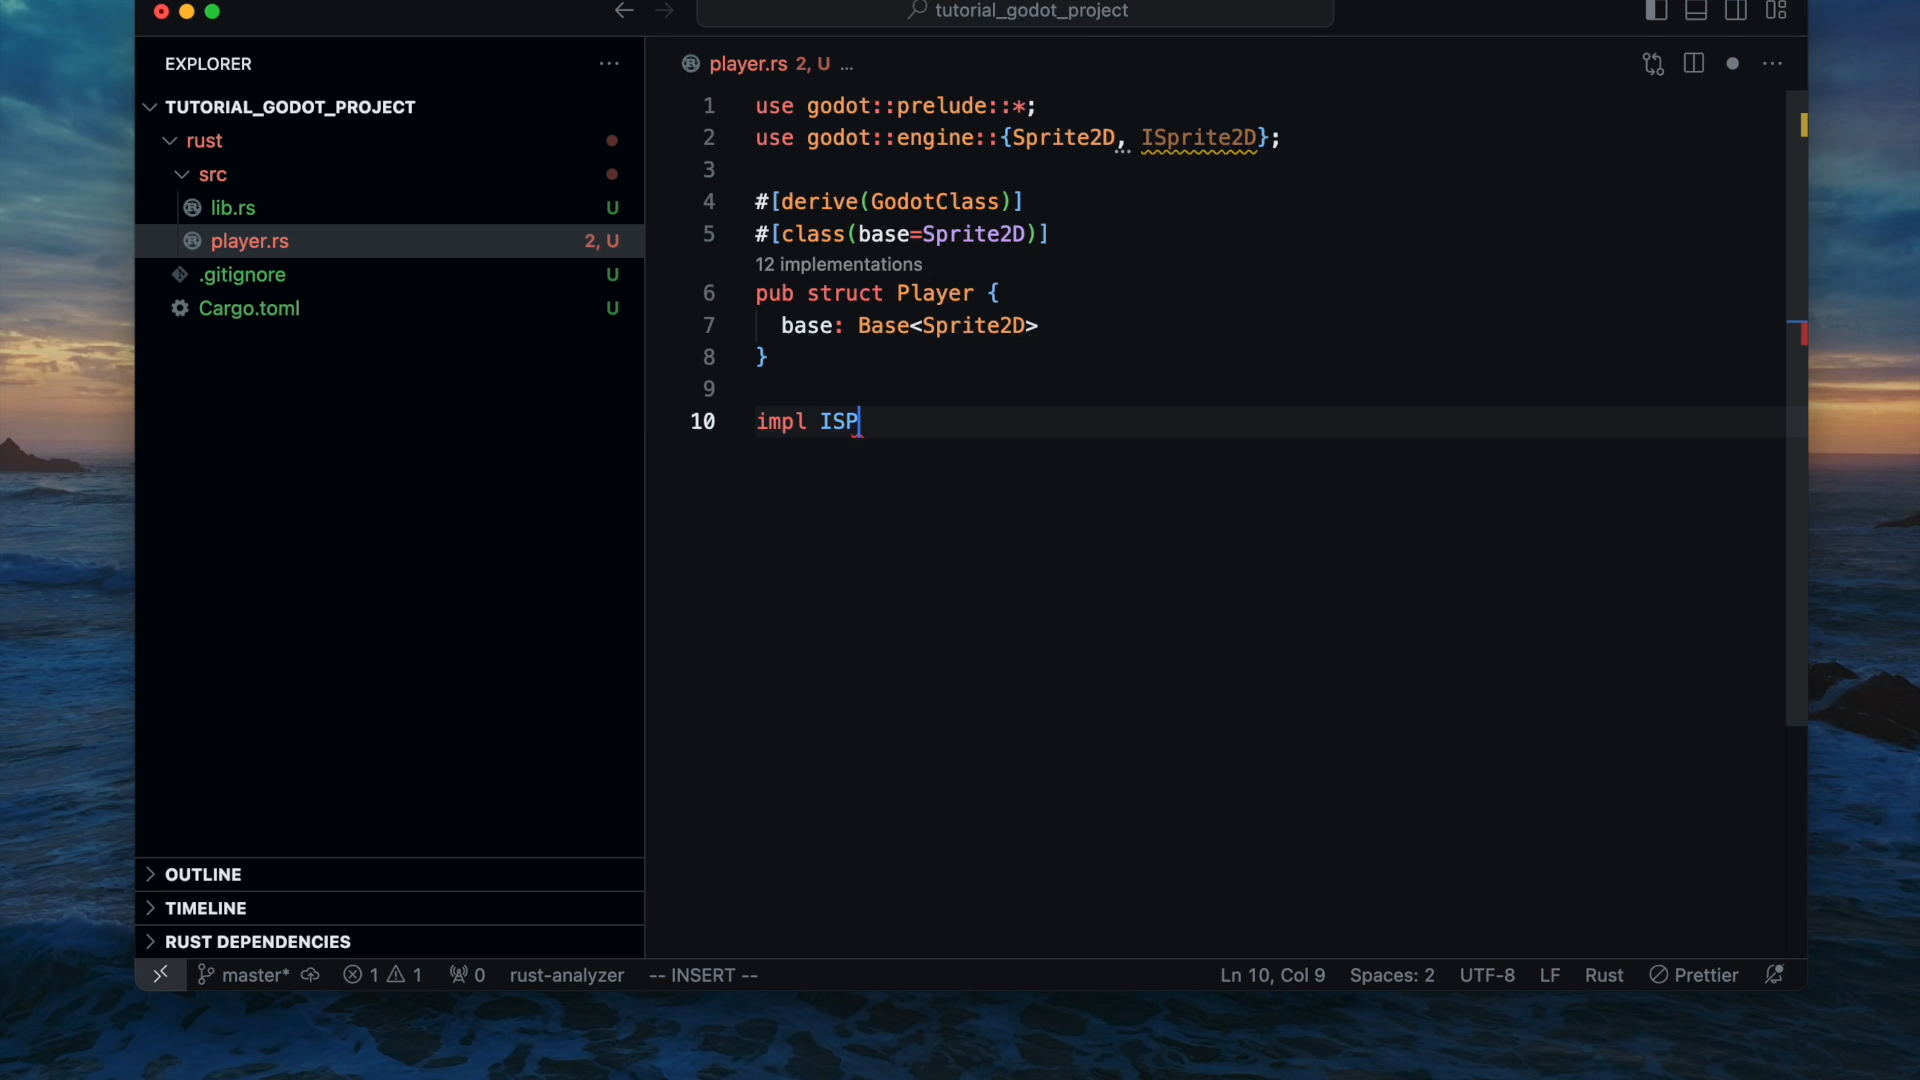 tutorial_godot_project
EXPLORER
TUTORIAL_GODOT_PROJECT
rust
src
lib.rs U
player.rs 2, U
.gitignore U
Cargo.toml U
OUTLINE
TIMELINE
RUST DEPENDENCIES
player.rs 2, U ...
1 use godot::prelude::*;
2 use godot::engine::{Sprite2D, ISprite2D};
3
4 #[derive(GodotClass)]
5 #[class(base=Sprite2D)]
12 implementations
6 pub struct Player {
7 base: Base<Sprite2D>
8 }
9
10 impl ISP
master* 1 1 0 rust-analyzer -- INSERT -- Ln 10, Col 9 Spaces: 2 UTF-8 LF Rust Prettier